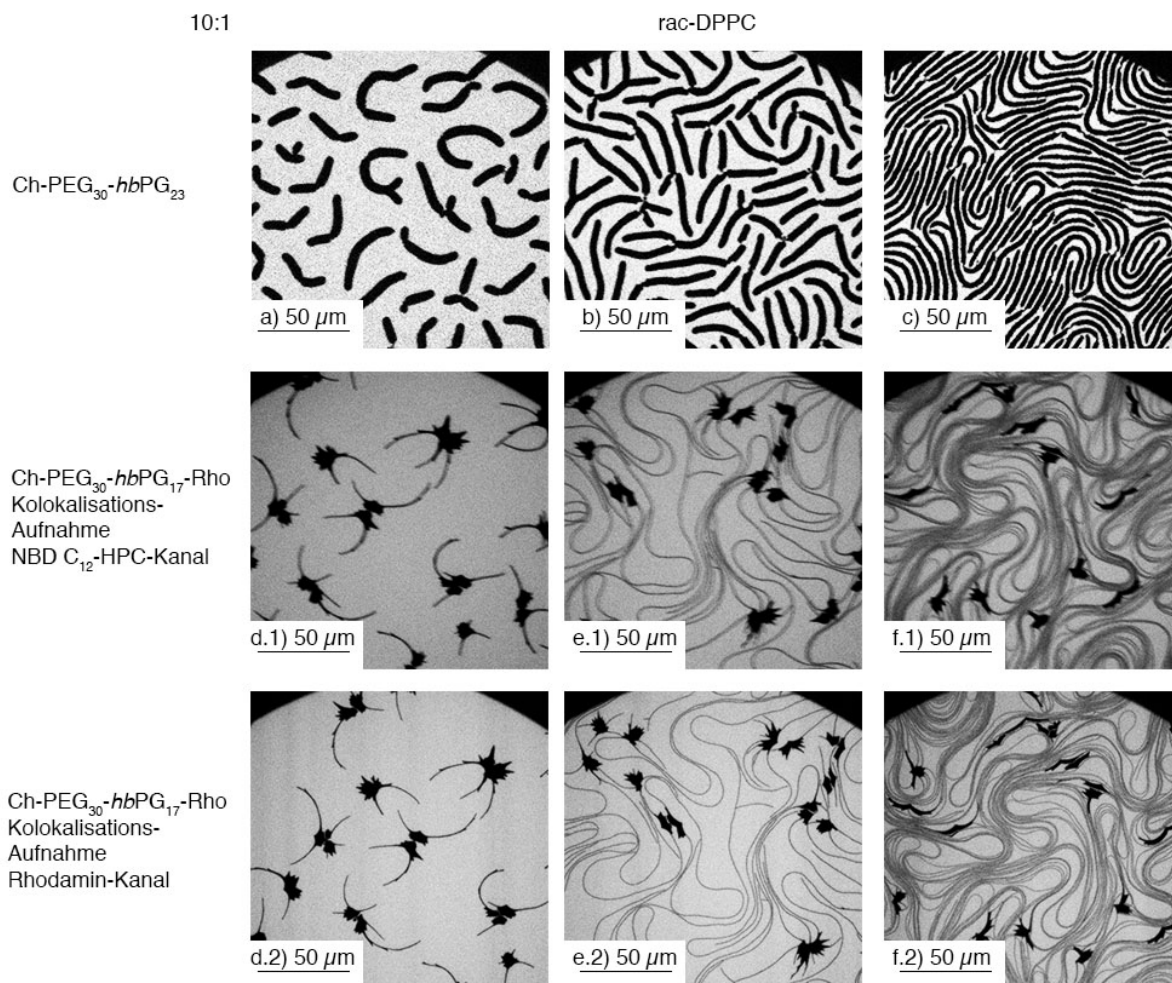 10:1 rac-DPPC
Ch-PEG30-hbPG23
a) 50 µm
b) 50 µm
c) 50 µm
Ch-PEG30-hbPG17-Rho
Kolokalisations-
Aufnahme
NBD C12-HPC-Kanal
d.1) 50 µm
e.1) 50 µm
f.1) 50 µm
Ch-PEG30-hbPG17-Rho
Kolokalisations-
Aufnahme
Rhodamin-Kanal
d.2) 50 µm
e.2) 50 µm
f.2) 50 µm